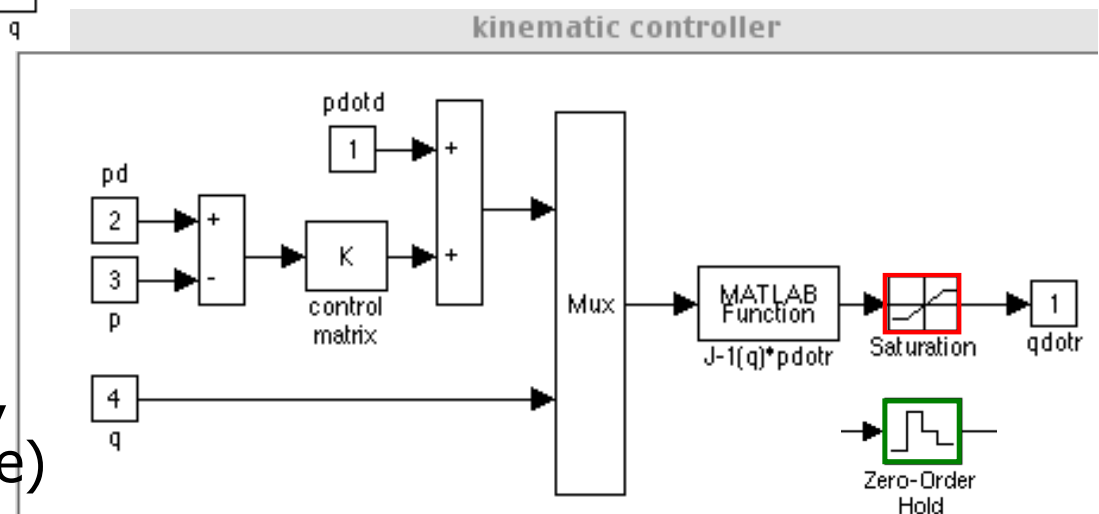 q
kinematic controller
pdotd
1
+
pd
2
+
3
-
p
K
control
matrix
+
4
q
e)
Mux
MATLAB
Function
J-1(q)*pdotr
Saturation
1
qdotr
Zero-Order
Hold